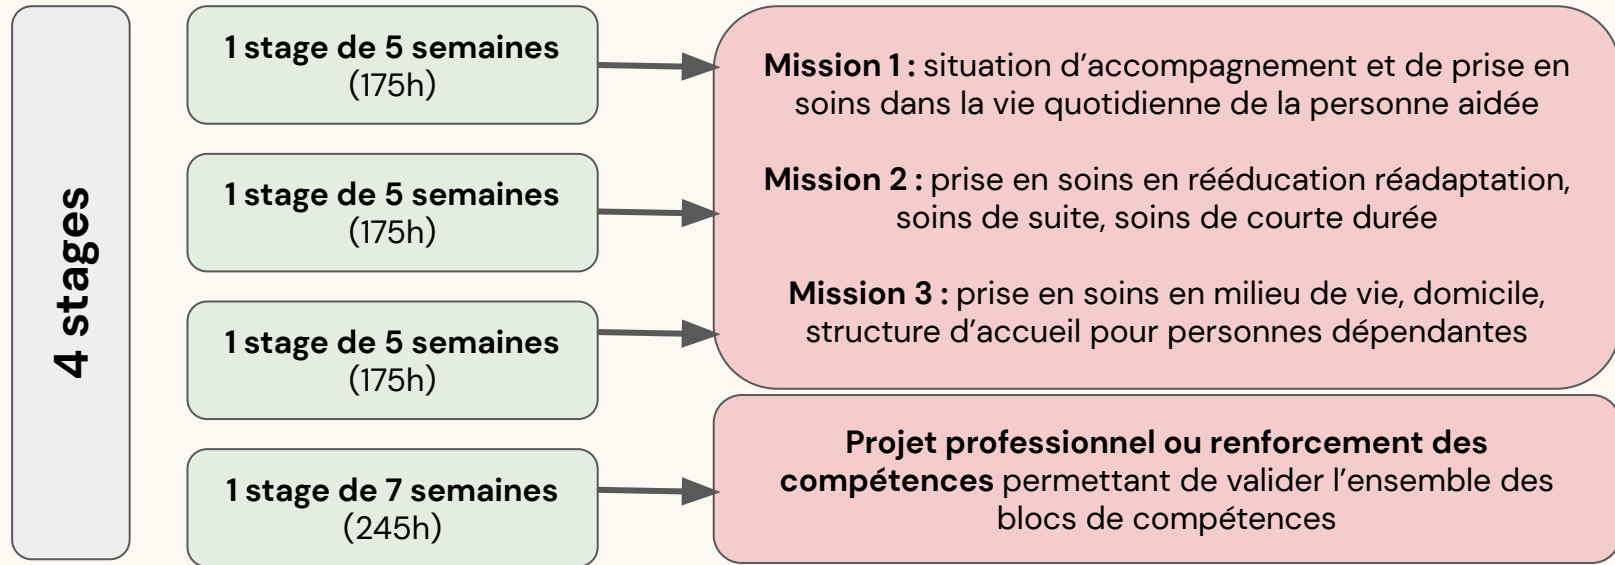 4 stages
1 stage de 5 semaines
(175h)
1 stage de 5 semaines
(175h)
1 stage de 5 semaines
(175h)
1 stage de 7 semaines
(245h)
Mission 1 : situation d’accompagnement et de prise en
soins dans la vie quotidienne de la personne aidée
Mission 2 : prise en soins en rééducation réadaptation,
soins de suite, soins de courte durée
Mission 3 : prise en soins en milieu de vie, domicile,
structure d’accueil pour personnes dépendantes
Projet professionnel ou renforcement des
compétences permettant de valider l’ensemble des
blocs de compétences